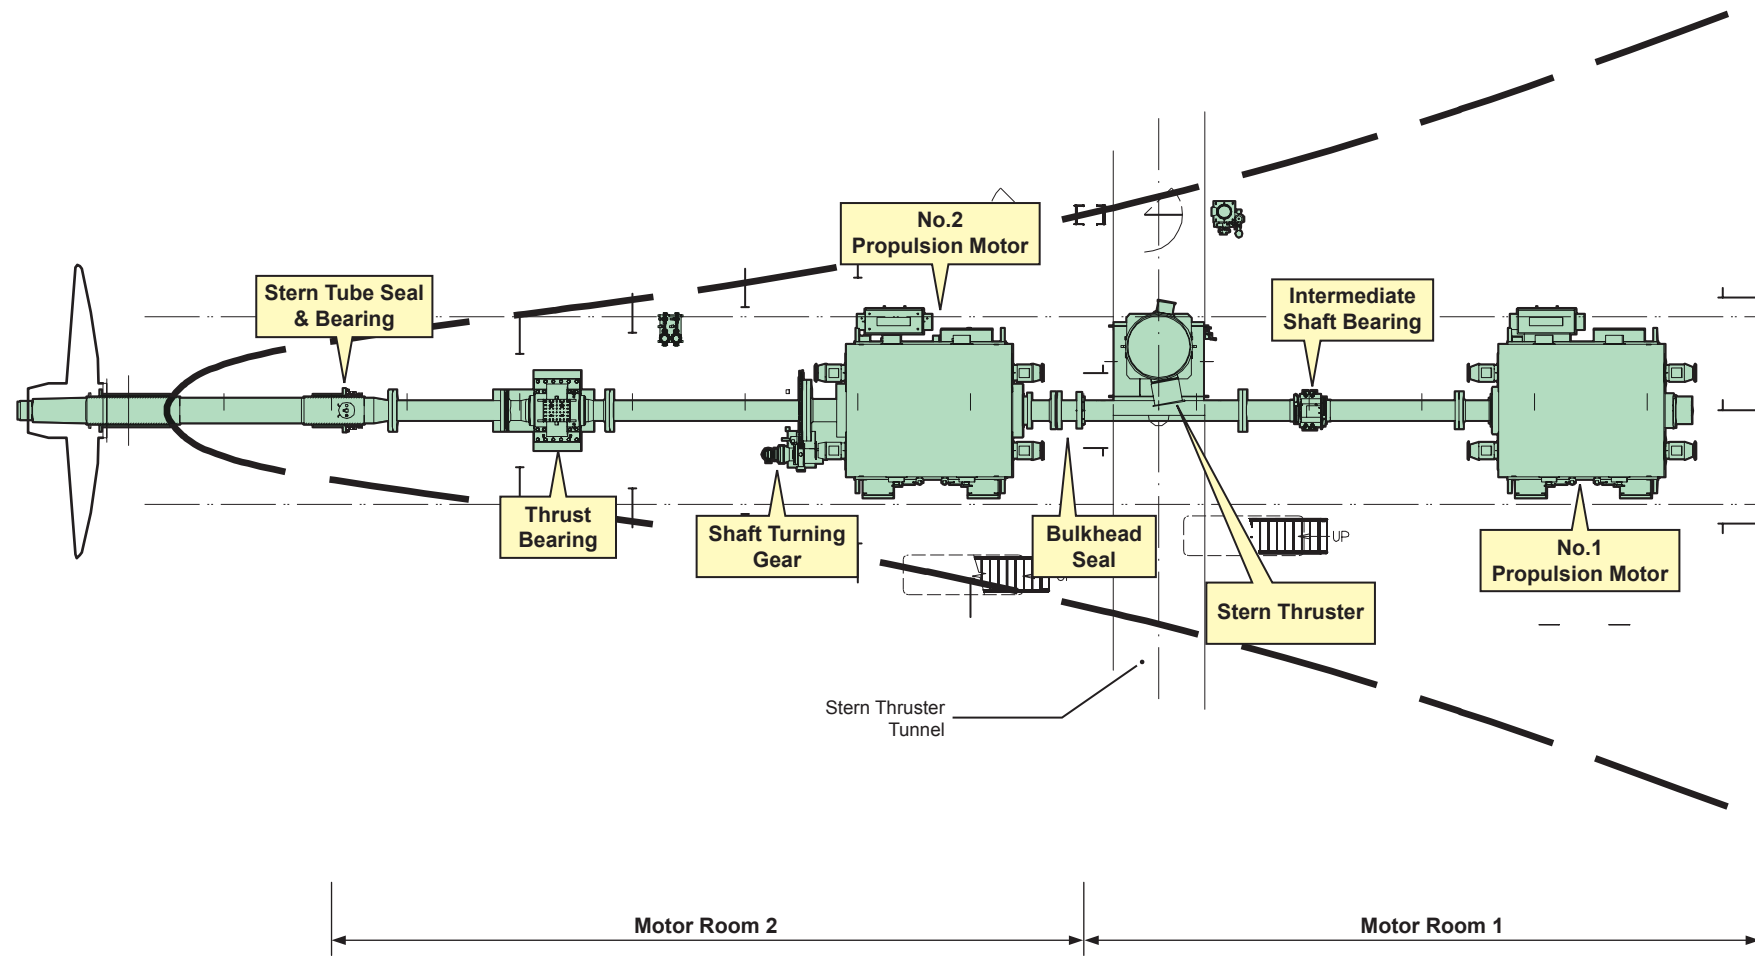 No.2
Propulsion Motor
Stern Tube Seal
& Bearing
Intermediate
Shaft Bearing
Thrust
Bearing
Shaft Turning
Gear
Bulkhead
Seal
UP
No.1
Propulsion Motor
Stern Thruster
Stern Thruster
Tunnel
Motor Room 2
Motor Room 1